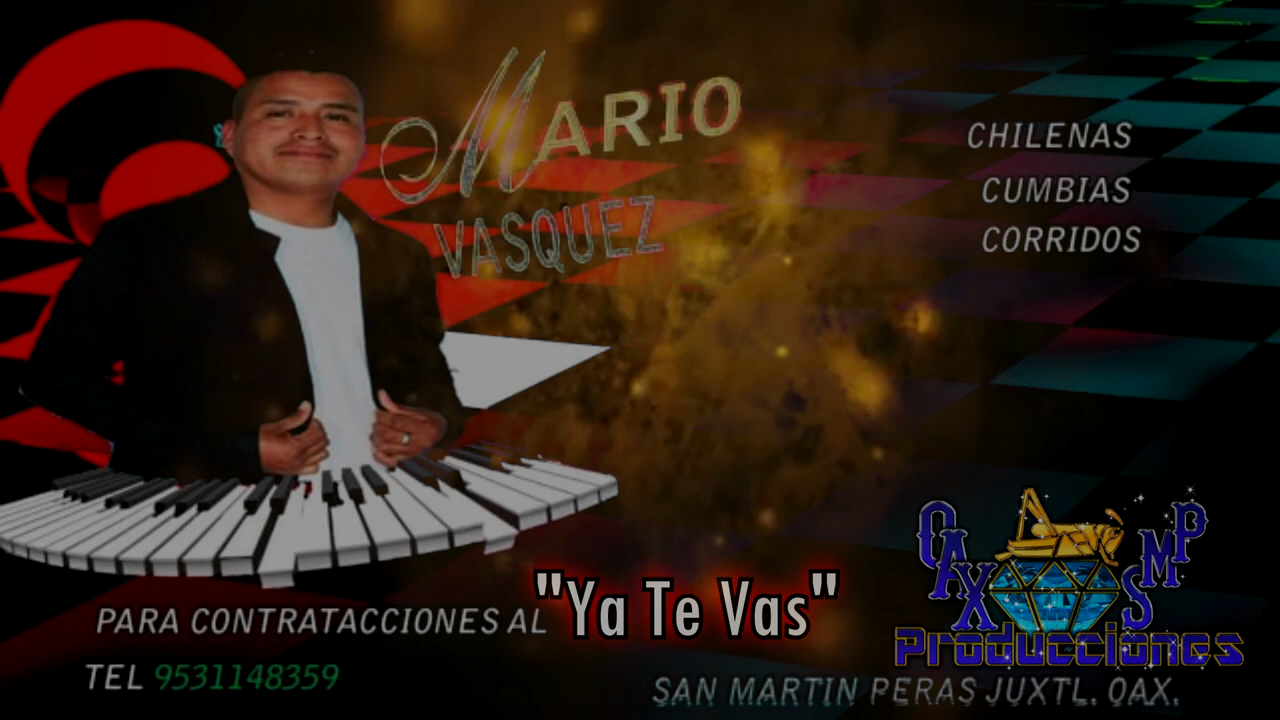 MARIO
VASQUEZ
CHILENAS
CUMBIAS
CORRIDOS
OAX SMP
Producciones
"Ya Te Vas"
PARA CONTRATACCIONES AL
TEL 9531148359
SAN MARTIN PERAS JUXTL. OAX.